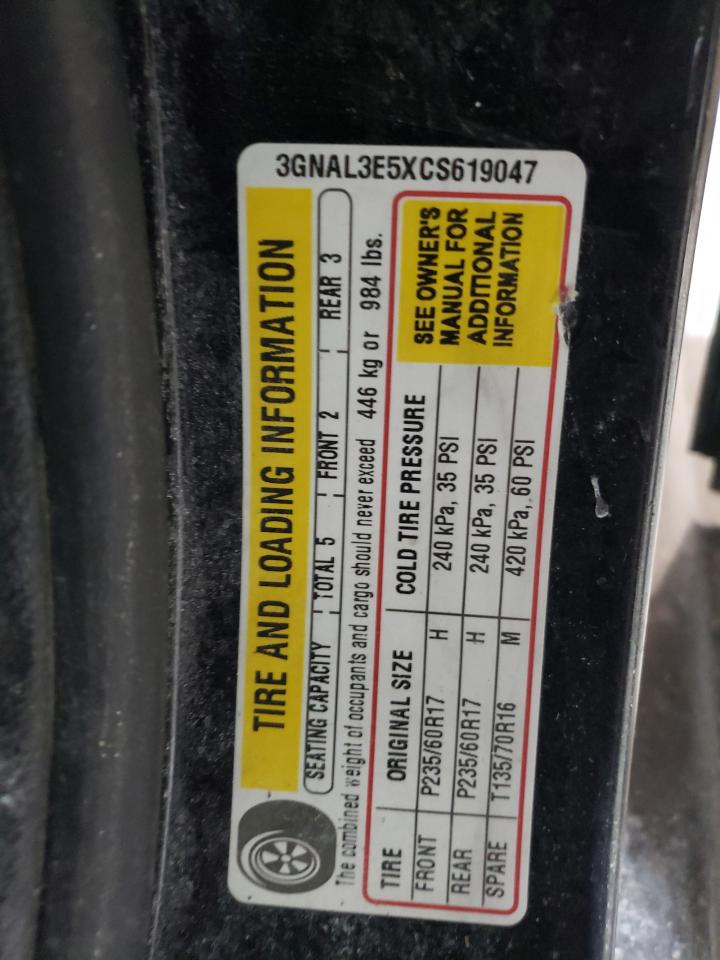 3GNAL3E5XCS619047
TIRE AND LOADING INFORMATION
SEATING CAPACITY TOTAL 5 FRONT 2 REAR 3
The combined weight of occupants and cargo should never exceed 446 kg or 984 lbs.
TIRE ORIGINAL SIZE COLD TIRE PRESSURE
FRONT P235/60R17 H 240 kPa, 35 PSI
REAR P235/60R17 H 240 kPa, 35 PSI
SPARE T135/70R16 M 420 kPa, 60 PSI
SEE OWNER'S
MANUAL FOR
ADDITIONAL
INFORMATION